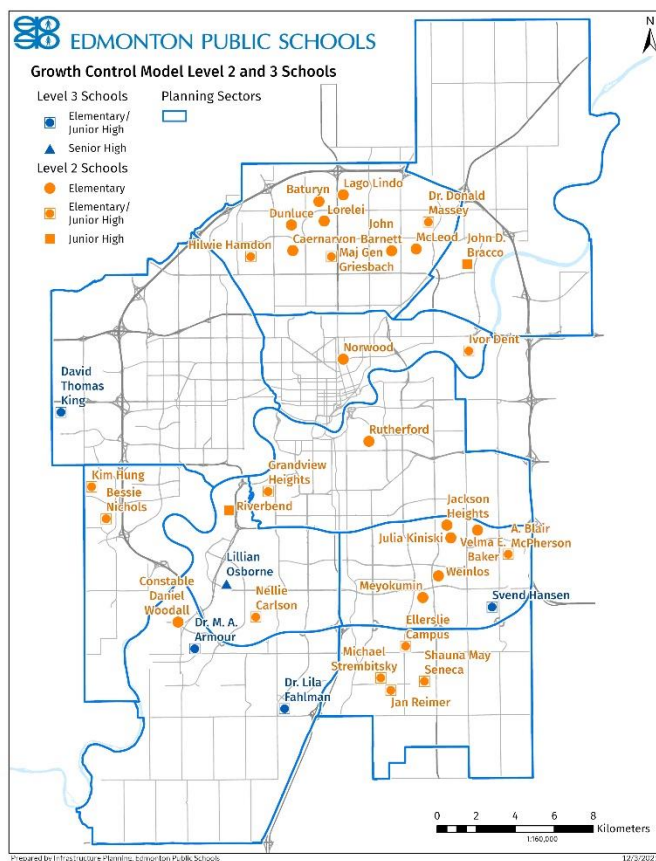 EDMONTON PUBLIC SCHOOLS
N
Growth Control Model Level 2 and 3 Schools
Level 3 Schools
Elementary/
Junior High
Senior High
Level 2 Schools
Elementary
Elementary/
Junior High
Junior High
Planning Sectors
Baturyn
Lago Lindo
Dunluce
Lorelei
Dr. Donald
Massey
John
Barnett
Hilwie Hamdon
Caernarvon
Maj Gen
Griesbach
McLeod
John D.
Bracco
Ivor Dent
Norwood
David
Thomas
King
Rutherford
Kim Hung
Bessie
Nichols
Grandview
Heights
Riverbend
Jackson
Heights
Julia Kiniski
Velma E.
Baker
A. Blair
McPherson
Lillian
Osborne
Weinlos
Constable
Daniel
Woodall
Nellie
Carlson
Meyokumin
Svend Hansen
Dr. M. A.
Armour
Ellerslie
Campus
Michael
Strembitsky
Shauna May
Seneca
Dr. Lila
Fahlman
Jan Reimer
0 2 4 6 8
Kilometers
1:160,000
Prepared by Infrastructure Planning, Edmonton Public Schools